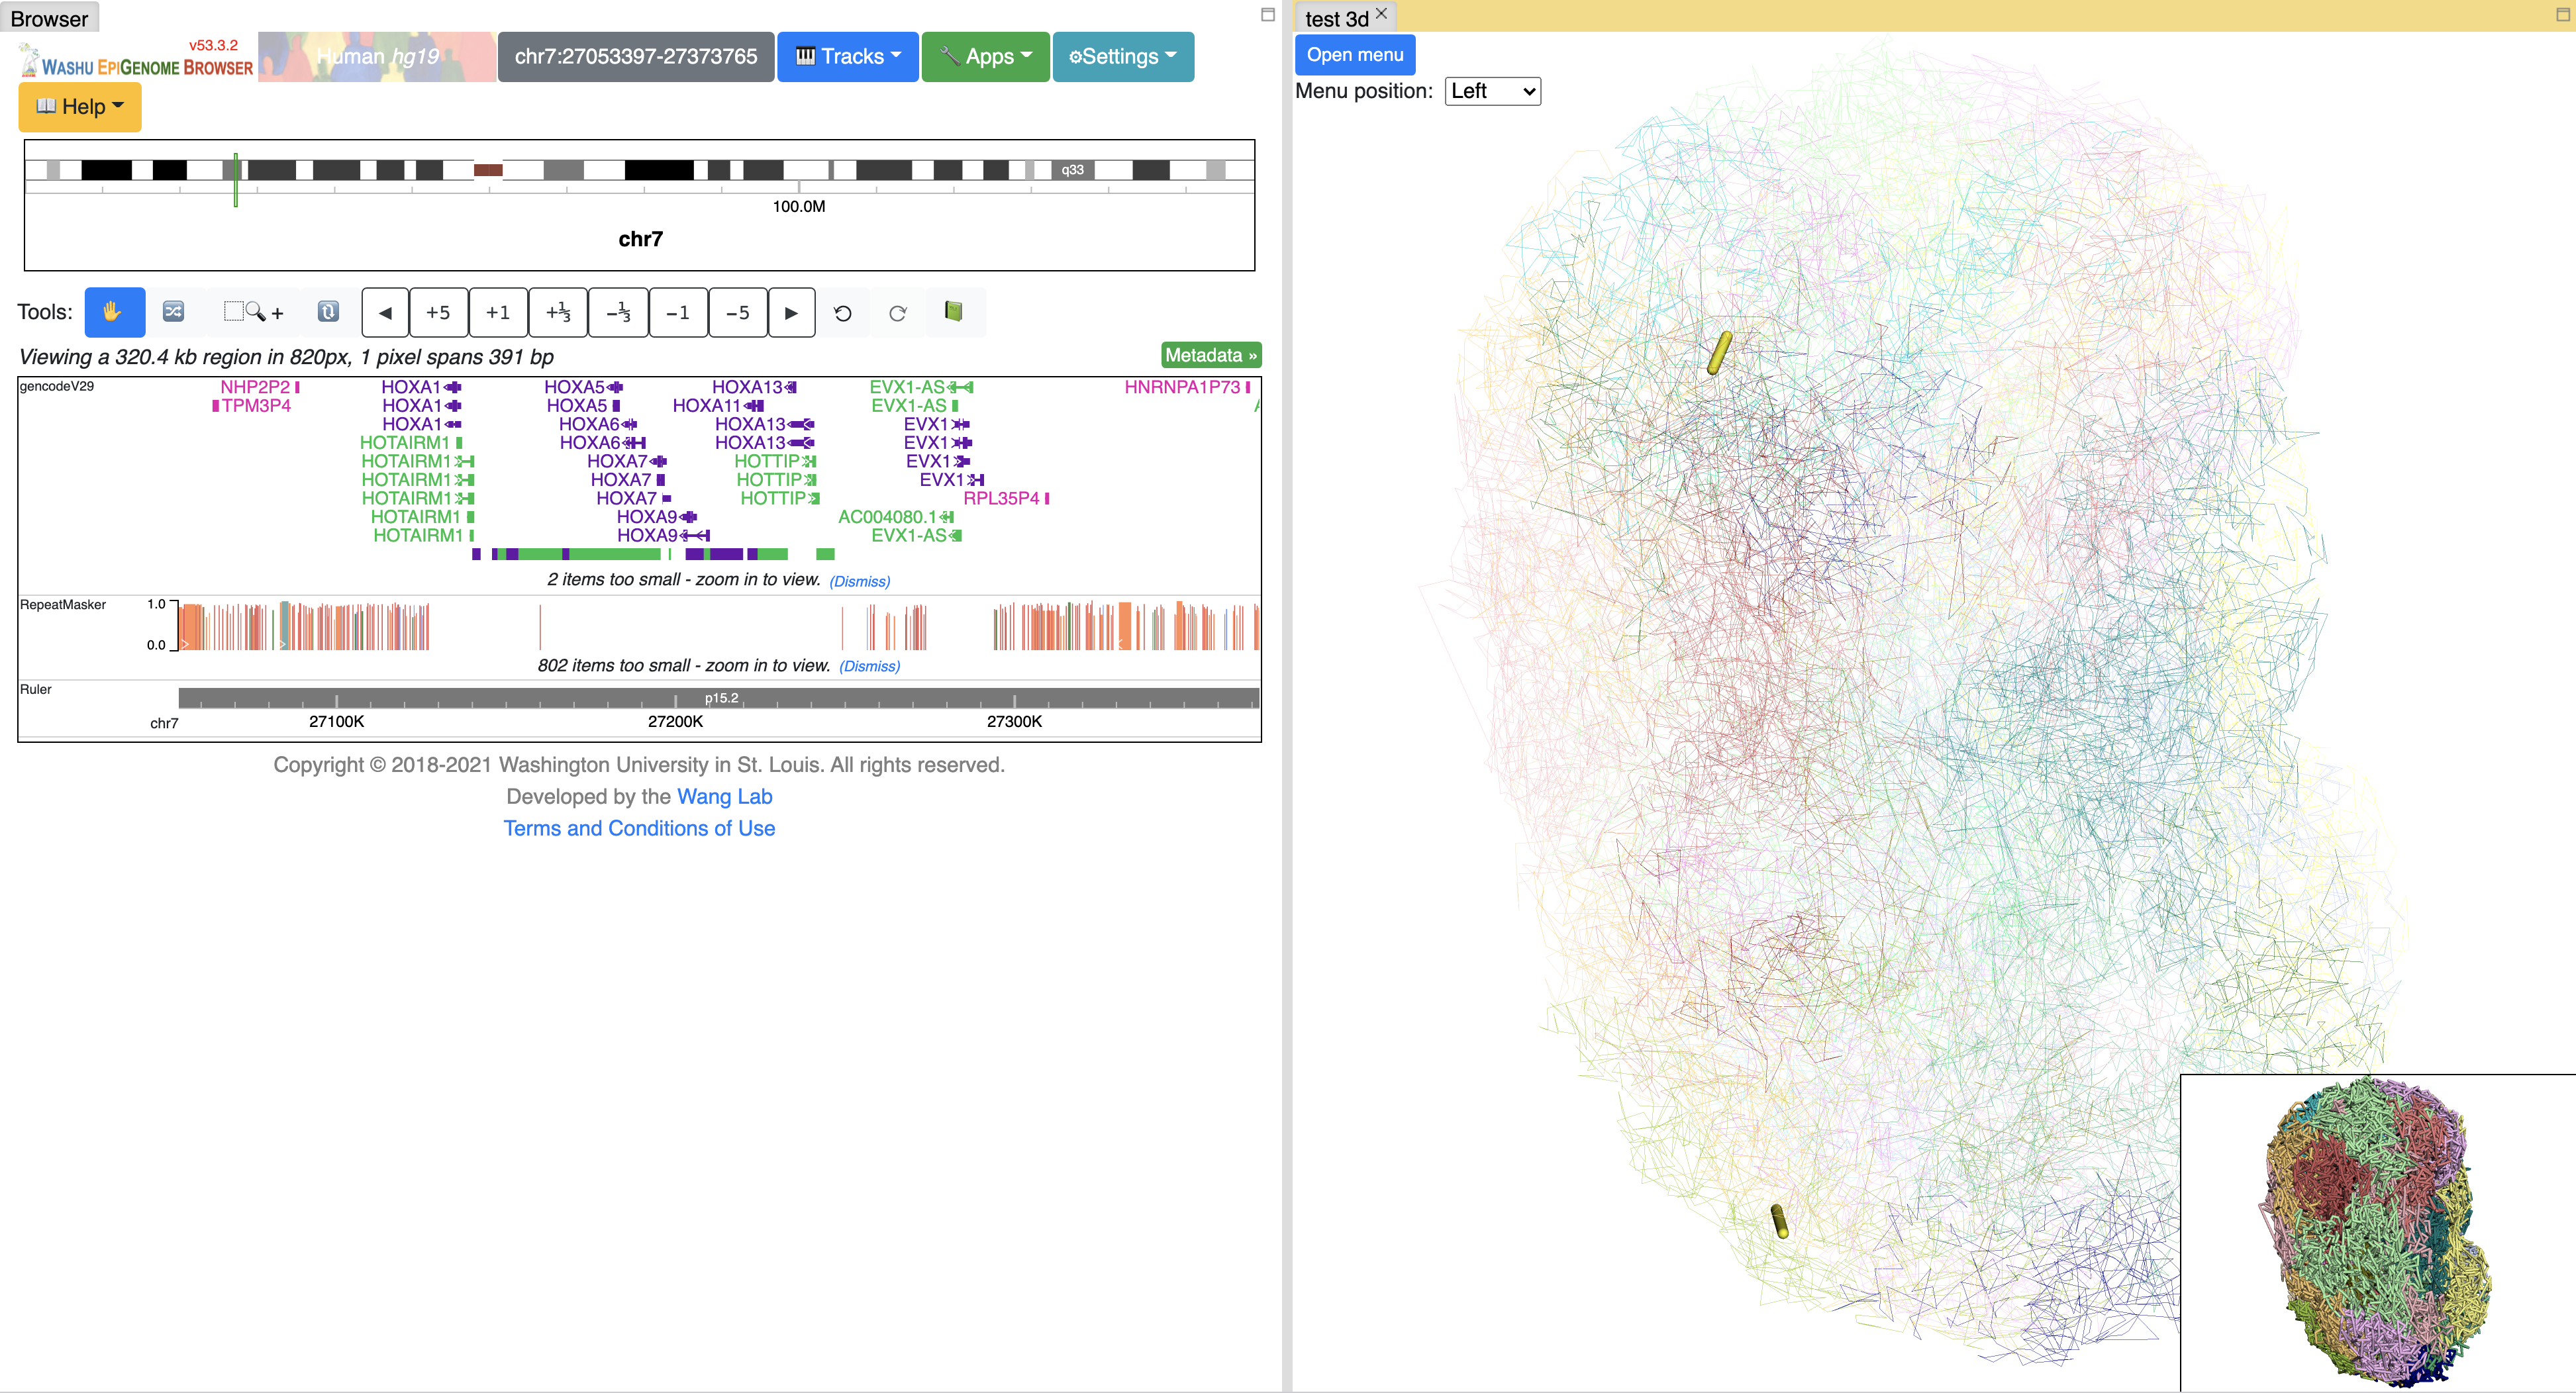 Browser
test 3d
v53.3.2
WASHU EPIGENOME BROWSER
Human hg19
chr7:27053397-27373765
Tracks
Apps
Settings
Help
Open menu
Menu position: Left
q33
100.0M
chr7
Tools:
+5
+1
+⅓
-⅓
-1
-5
Viewing a 320.4 kb region in 820px, 1 pixel spans 391 bp
Metadata »
gencodeV29
NHP2P2 HOXA1 HOXA5 HOXA13 EVX1-AS HNRNPA1P73
TPM3P4 HOXA1 HOXA5 HOXA11 EVX1-AS
HOXA1 HOXA6 HOXA13 EVX1
HOTAIRM1 HOXA6 HOXA13 EVX1
HOTAIRM1 HOXA7 HOTTIP EVX1
HOTAIRM1 HOXA7 HOTTIP EVX1
HOTAIRM1 HOXA7 HOTTIP RPL35P4
HOTAIRM1 HOXA9 AC004080.1
HOTAIRM1 HOXA9 EVX1-AS
2 items too small - zoom in to view. (Dismiss)
RepeatMasker
1.0
0.0
802 items too small - zoom in to view. (Dismiss)
Ruler
p15.2
chr7 27100K 27200K 27300K
Copyright © 2018-2021 Washington University in St. Louis. All rights reserved.
Developed by the Wang Lab
Terms and Conditions of Use